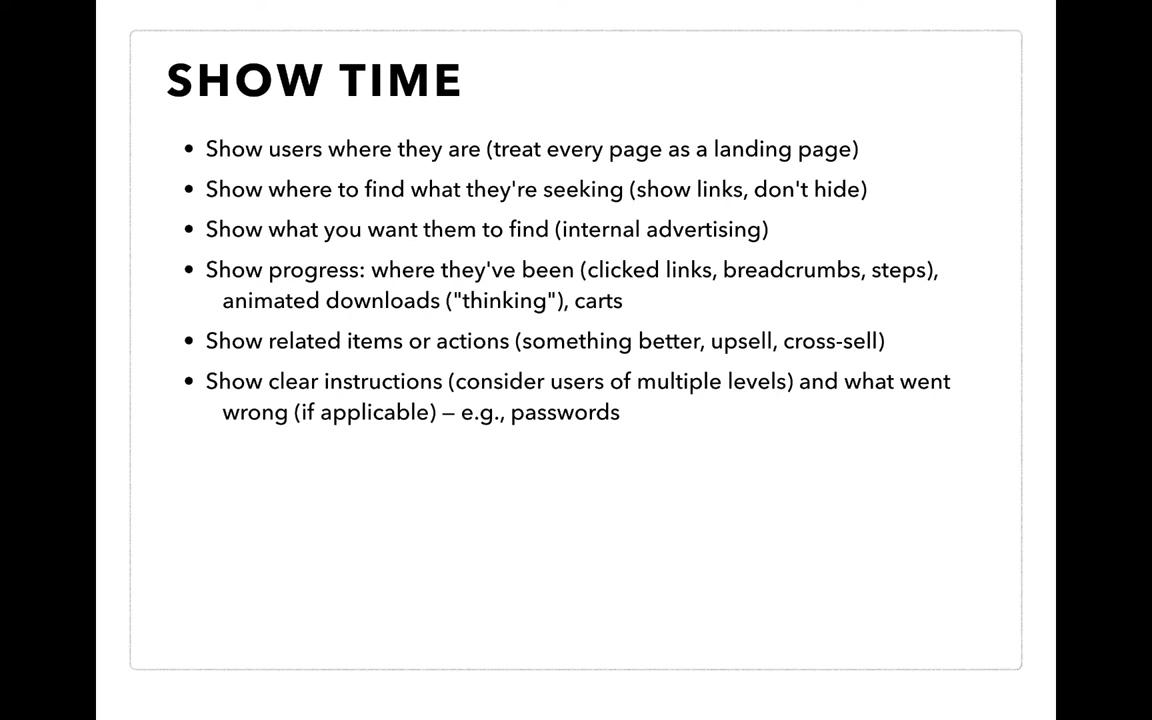 SHOW TIME
• Show users where they are (treat every page as a landing page)
• Show where to find what they're seeking (show links, don't hide)
• Show what you want them to find (internal advertising)
• Show progress: where they've been (clicked links, breadcrumbs, steps),
animated downloads ("thinking"), carts
• Show related items or actions (something better, upsell, cross-sell)
• Show clear instructions (consider users of multiple levels) and what went
wrong (if applicable) — e.g., passwords